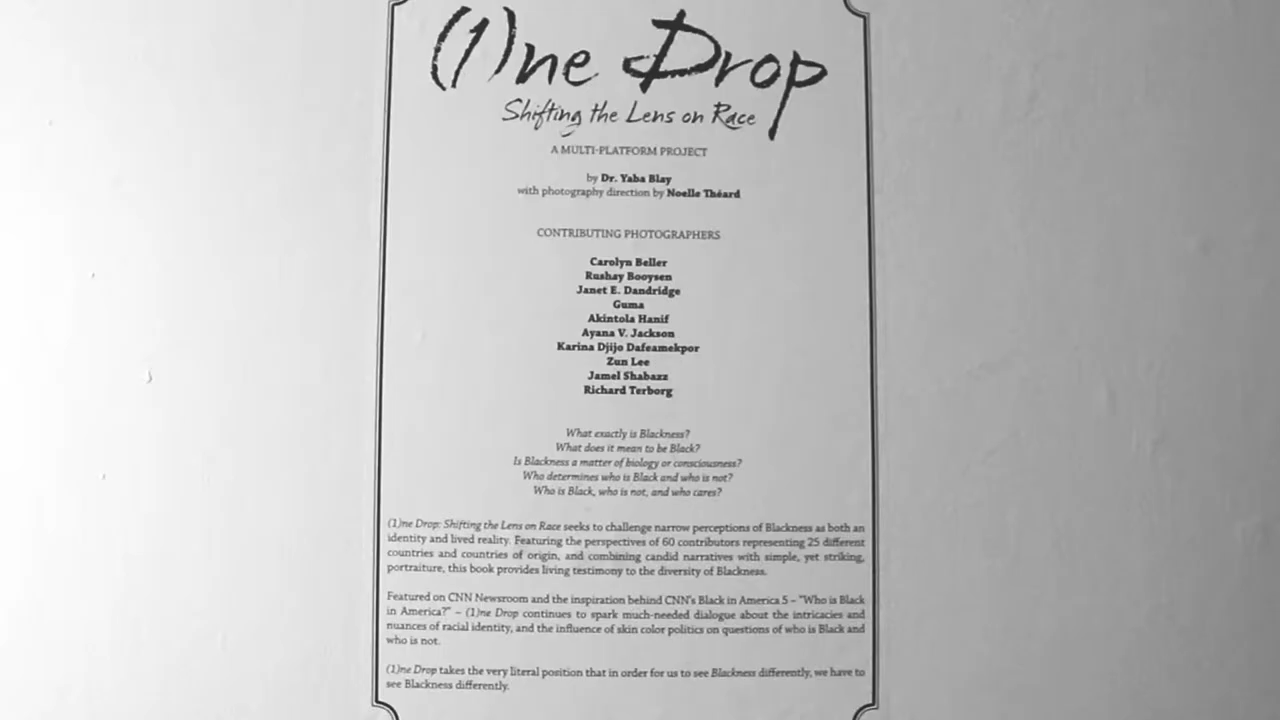 (1)ne Drop
Shifting the Lens on Race
A MULTI-PLATFORM PROJECT
by Dr. Yaba Blay
with photography direction by Noelle Théard
CONTRIBUTING PHOTOGRAPHERS
Carolyn Beller
Rushay Booysen
Janet E. Dandridge
Guma
Akintola Hanif
Ayana V. Jackson
Karina Djijo Dafeamekpor
Zun Lee
Jamel Shabazz
Richard Terborg
What exactly is Blackness?
What does it mean to be Black?
Is Blackness a matter of biology or consciousness?
Who determines who is Black and who is not?
Who is Black, who is not, and who cares?
(1)ne Drop: Shifting the Lens on Race seeks to challenge narrow perceptions of Blackness as both an
identity and lived reality. Featuring the perspectives of 60 contributors representing 25 different
countries and countries of origin, and combining candid narratives with simple, yet striking,
portraiture, this book provides living testimony to the diversity of Blackness.
Featured on CNN Newsroom and the inspiration behind CNN's Black in America 5 – "Who is Black
in America?" – (1)ne Drop continues to spark much-needed dialogue about the intricacies and
nuances of racial identity, and the influence of skin color politics on questions of who is Black and
who is not.
(1)ne Drop takes the very literal position that in order for us to see Blackness differently, we have to
see Blackness differently.